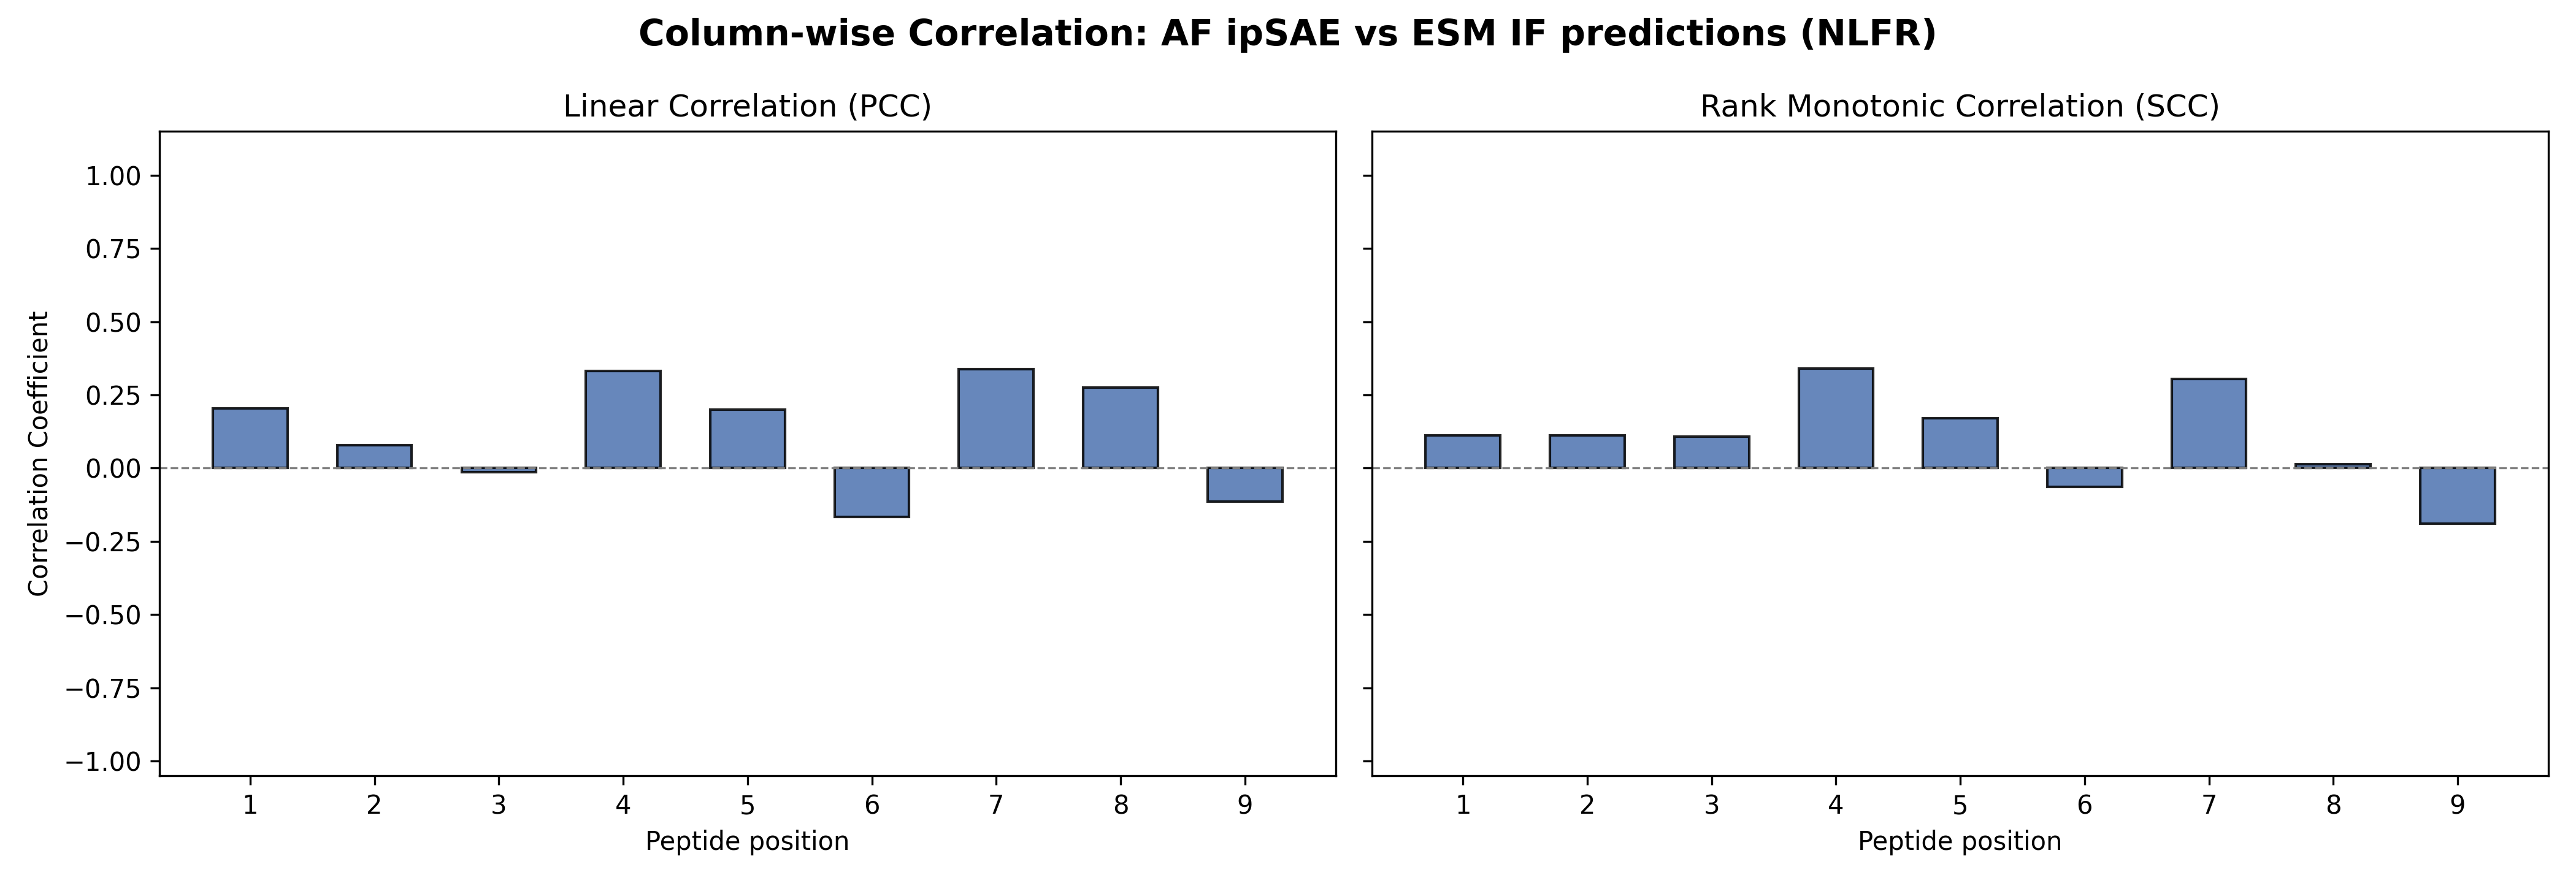 Column-wise Correlation: AF ipSAE vs ESM IF predictions (NLFR)
Linear Correlation (PCC)
Correlation Coefficient
1.00
0.75
0.50
0.25
0.00
−0.25
−0.50
−0.75
−1.00
1 2 3 4 5 6 7 8 9
Peptide position
Rank Monotonic Correlation (SCC)
1 2 3 4 5 6 7 8 9
Peptide position